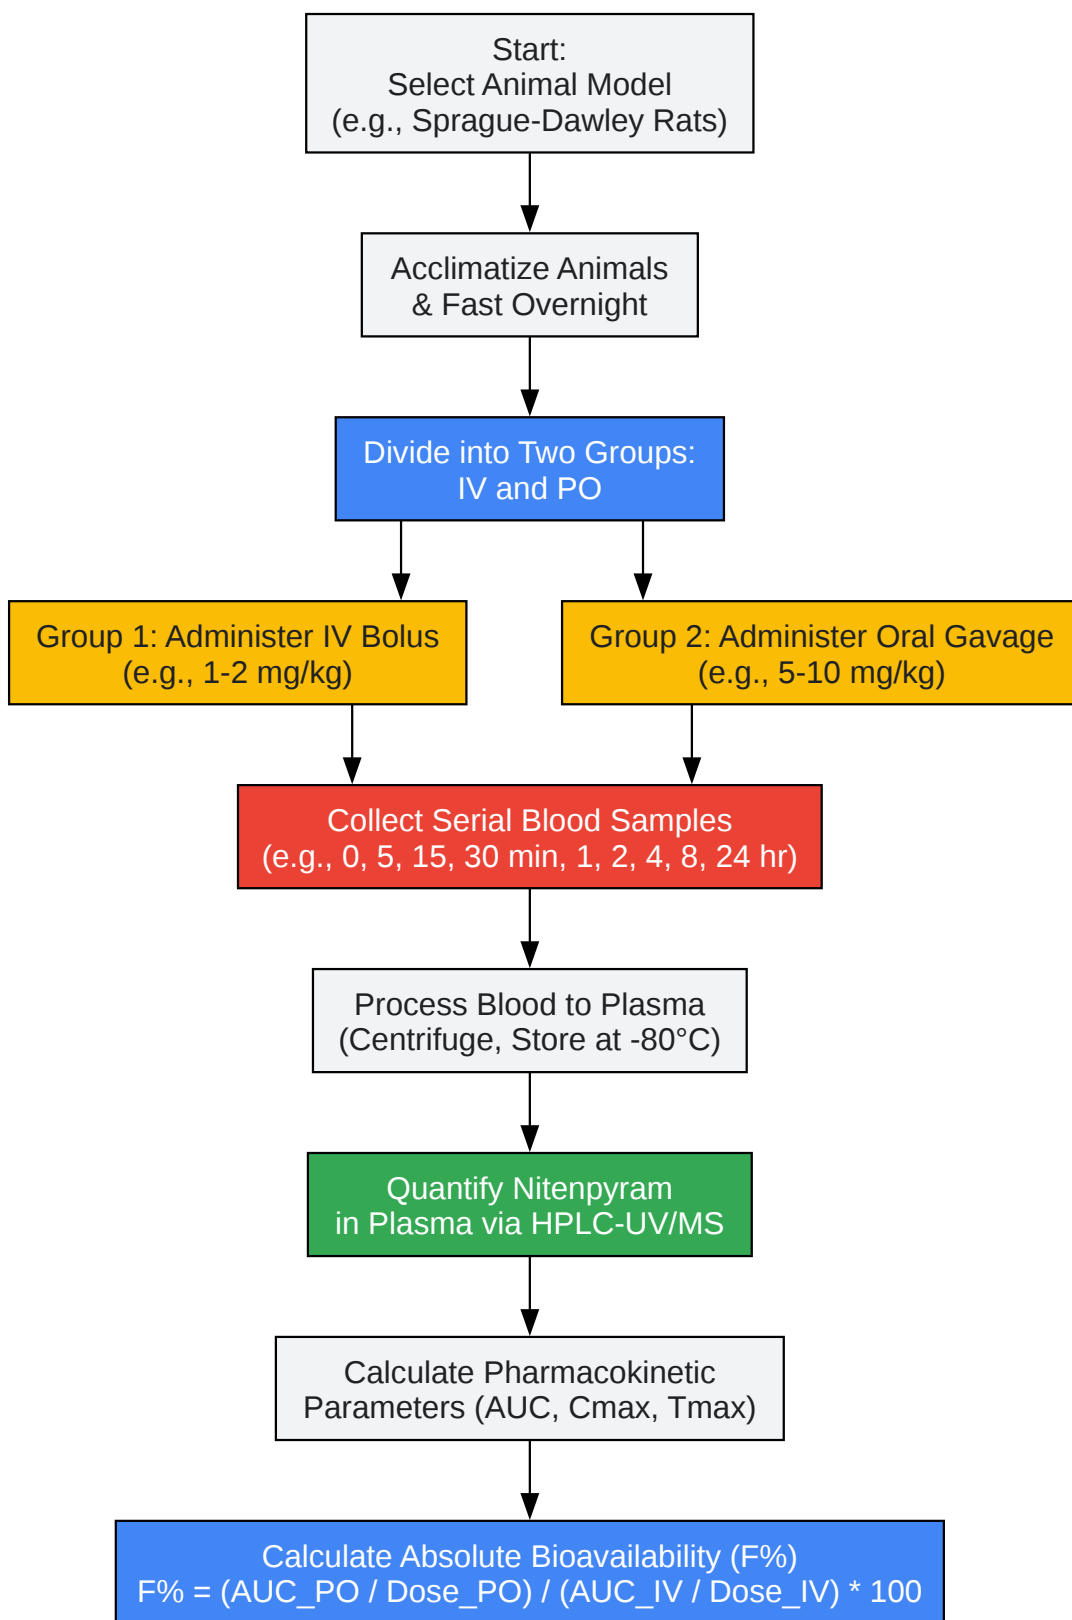 Start:
Select Animal Model
(e.g., Sprague-Dawley Rats)
Acclimatize Animals
& Fast Overnight
Divide into Two Groups:
IV and PO
Group 1: Administer IV Bolus
(e.g., 1-2 mg/kg)
Group 2: Administer Oral Gavage
(e.g., 5-10 mg/kg)
Collect Serial Blood Samples
(e.g., 0, 5, 15, 30 min, 1, 2, 4, 8, 24 hr)
Process Blood to Plasma
(Centrifuge, Store at -80°C)
Quantify Nitenpyram
in Plasma via HPLC-UV/MS
Calculate Pharmacokinetic
Parameters (AUC, Cmax, Tmax)
Calculate Absolute Bioavailability (F%)
F% = (AUC_PO / Dose_PO) / (AUC_IV / Dose_IV) * 100